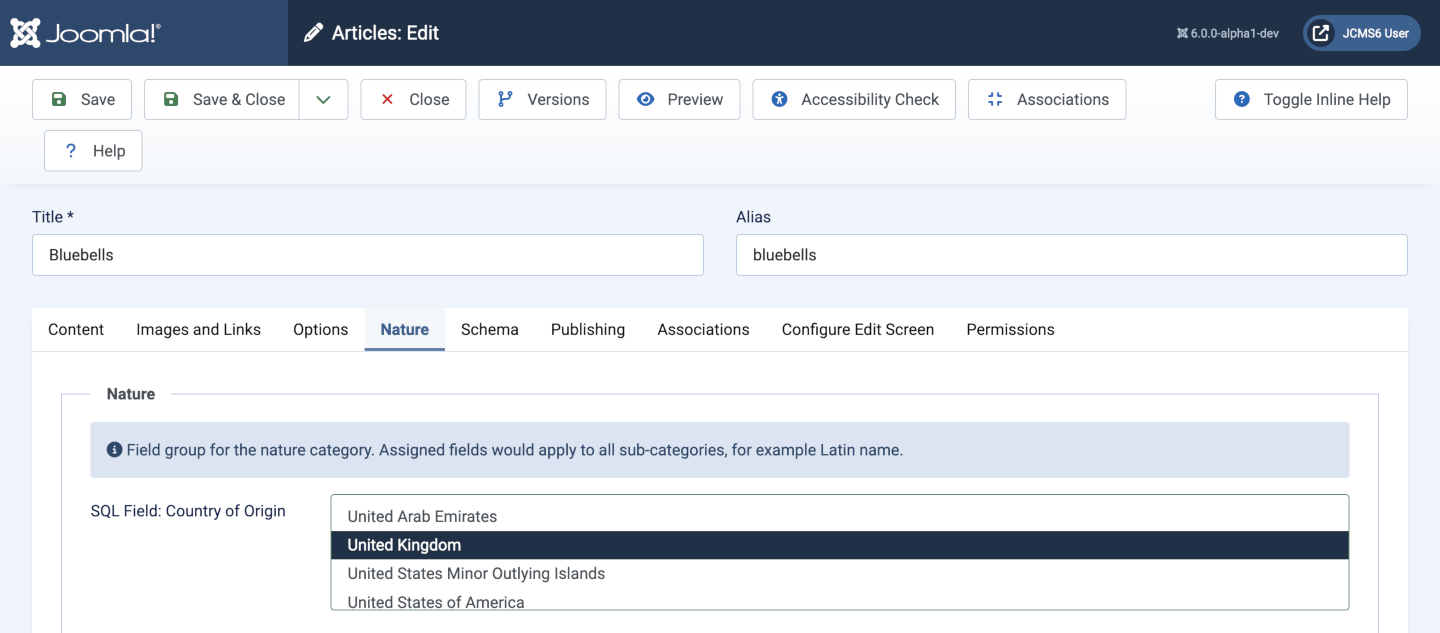 Joomla!® Articles: Edit 6.0.0-alpha1-dev JCMS6 User
Save Save & Close Close Versions Preview Accessibility Check Associations Toggle Inline Help
? Help
Title * Alias
Bluebells bluebells
Content Images and Links Options Nature Schema Publishing Associations Configure Edit Screen Permissions
Nature
Field group for the nature category. Assigned fields would apply to all sub-categories, for example Latin name.
SQL Field: Country of Origin
United Arab Emirates
United Kingdom
United States Minor Outlying Islands
United States of America